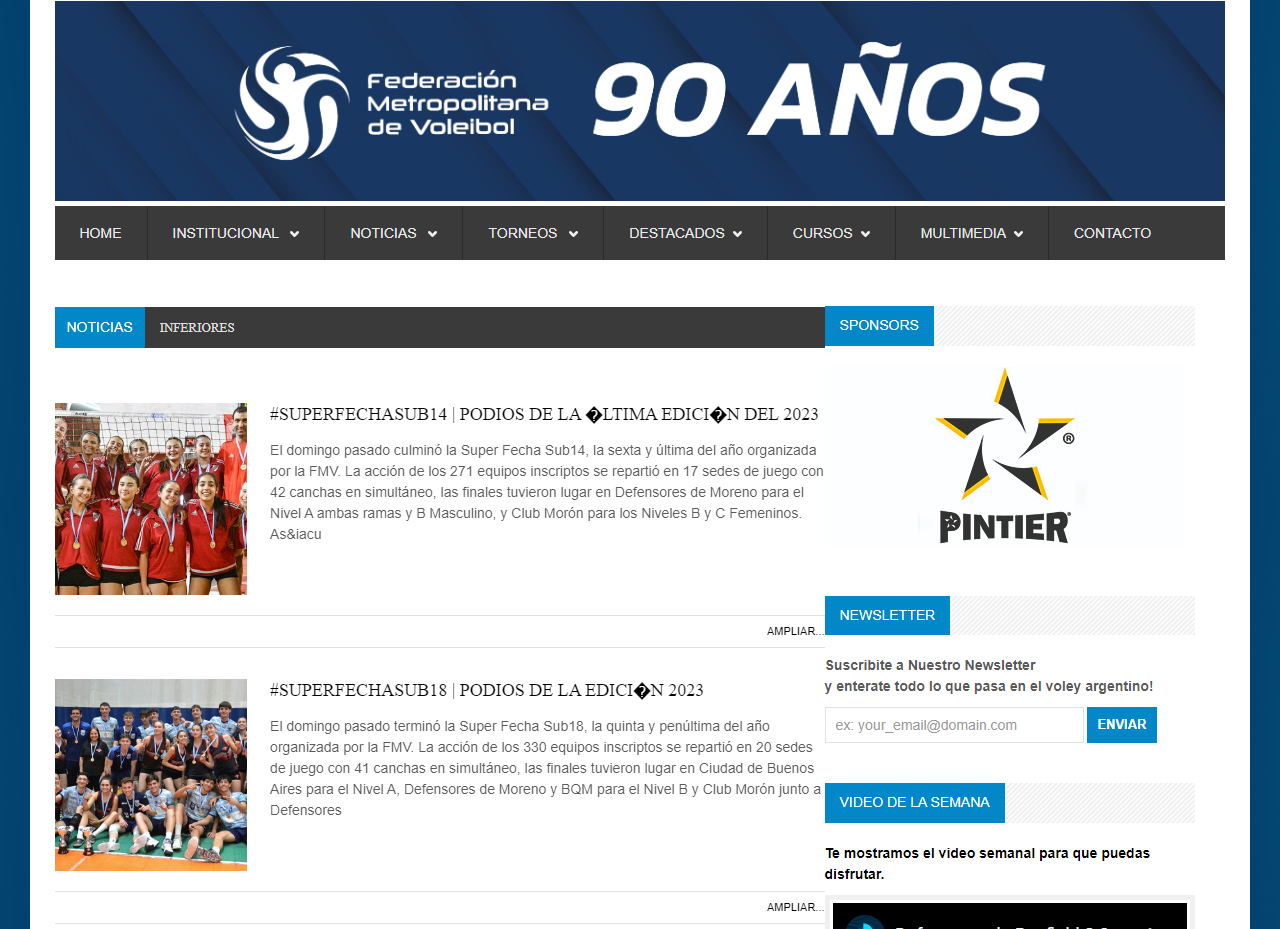 Federación
Metropolitana
de Voleibol
90 AÑOS
HOME
INSTITUCIONAL
NOTICIAS
TORNEOS
DESTACADOS
CURSOS
MULTIMEDIA
CONTACTO
NOTICIAS
INFERIORES
#SUPERFECHASUB14 | PODIOS DE LA �LTIMA EDICI�N DEL 2023
El domingo pasado culminó la Super Fecha Sub14, la sexta y última del año organizada
por la FMV. La acción de los 271 equipos inscriptos se repartió en 17 sedes de juego con
42 canchas en simultáneo, las finales tuvieron lugar en Defensores de Moreno para el
Nivel A ambas ramas y B Masculino, y Club Morón para los Niveles B y C Femeninos.
As&iacu
AMPLIAR...
#SUPERFECHASUB18 | PODIOS DE LA EDICI�N 2023
El domingo pasado terminó la Super Fecha Sub18, la quinta y penúltima del año
organizada por la FMV. La acción de los 330 equipos inscriptos se repartió en 20 sedes
de juego con 41 canchas en simultáneo, las finales tuvieron lugar en Ciudad de Buenos
Aires para el Nivel A, Defensores de Moreno y BQM para el Nivel B y Club Morón junto a
Defensores
AMPLIAR...
SPONSORS
®
PINTIER
NEWSLETTER
Suscribite a Nuestro Newsletter
y enterate todo lo que pasa en el voley argentino!
ex: your_email@domain.com
ENVIAR
VIDEO DE LA SEMANA
Te mostramos el video semanal para que puedas
disfrutar.